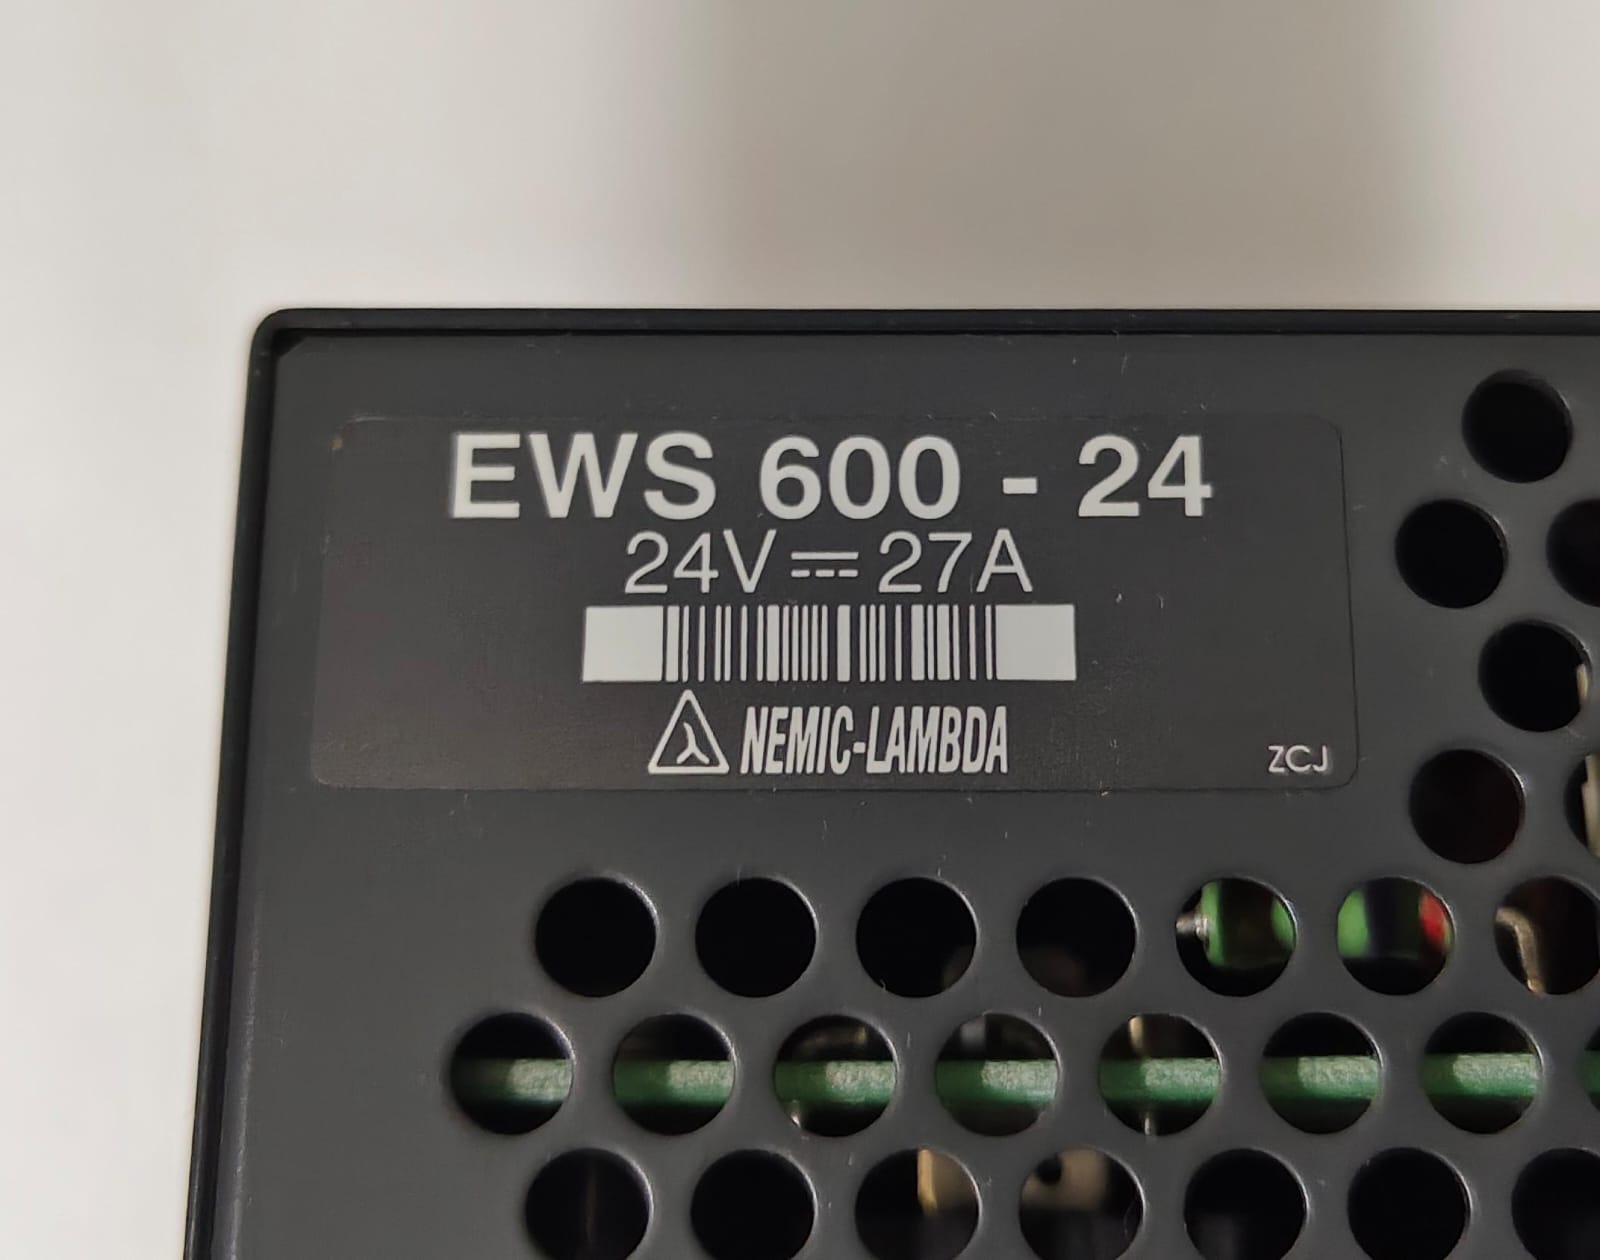 EWS 600 - 24
24V⎓27A
NEMIC-LAMBDA
ZCJ